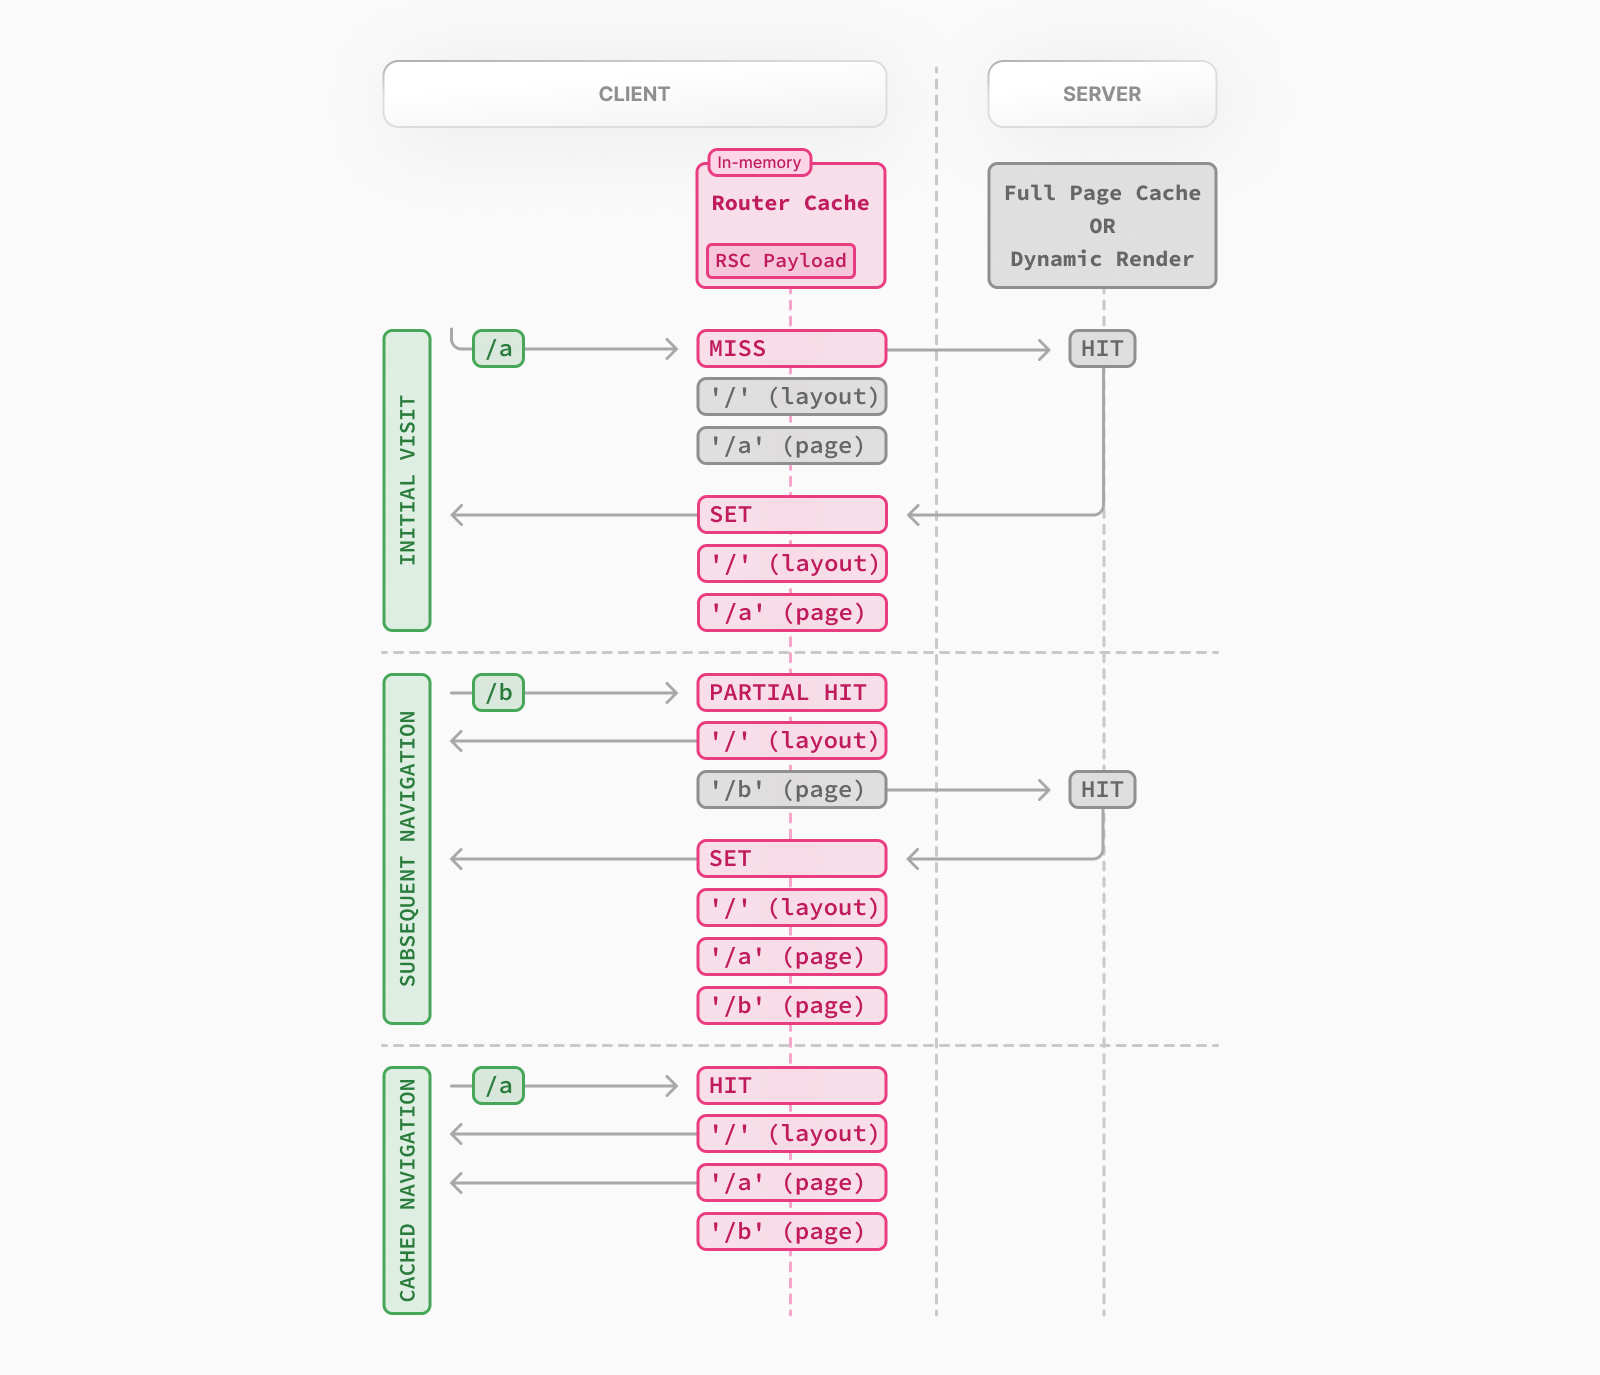 CLIENT
SERVER
In-memory
Router Cache
RSC Payload
Full Page Cache
OR
Dynamic Render
INITIAL VISIT
/a
MISS
HIT
'/' (layout)
'/a' (page)
SET
'/' (layout)
'/a' (page)
SUBSEQUENT NAVIGATION
/b
PARTIAL HIT
'/' (layout)
'/b' (page)
HIT
SET
'/' (layout)
'/a' (page)
'/b' (page)
CACHED NAVIGATION
/a
HIT
'/' (layout)
'/a' (page)
'/b' (page)